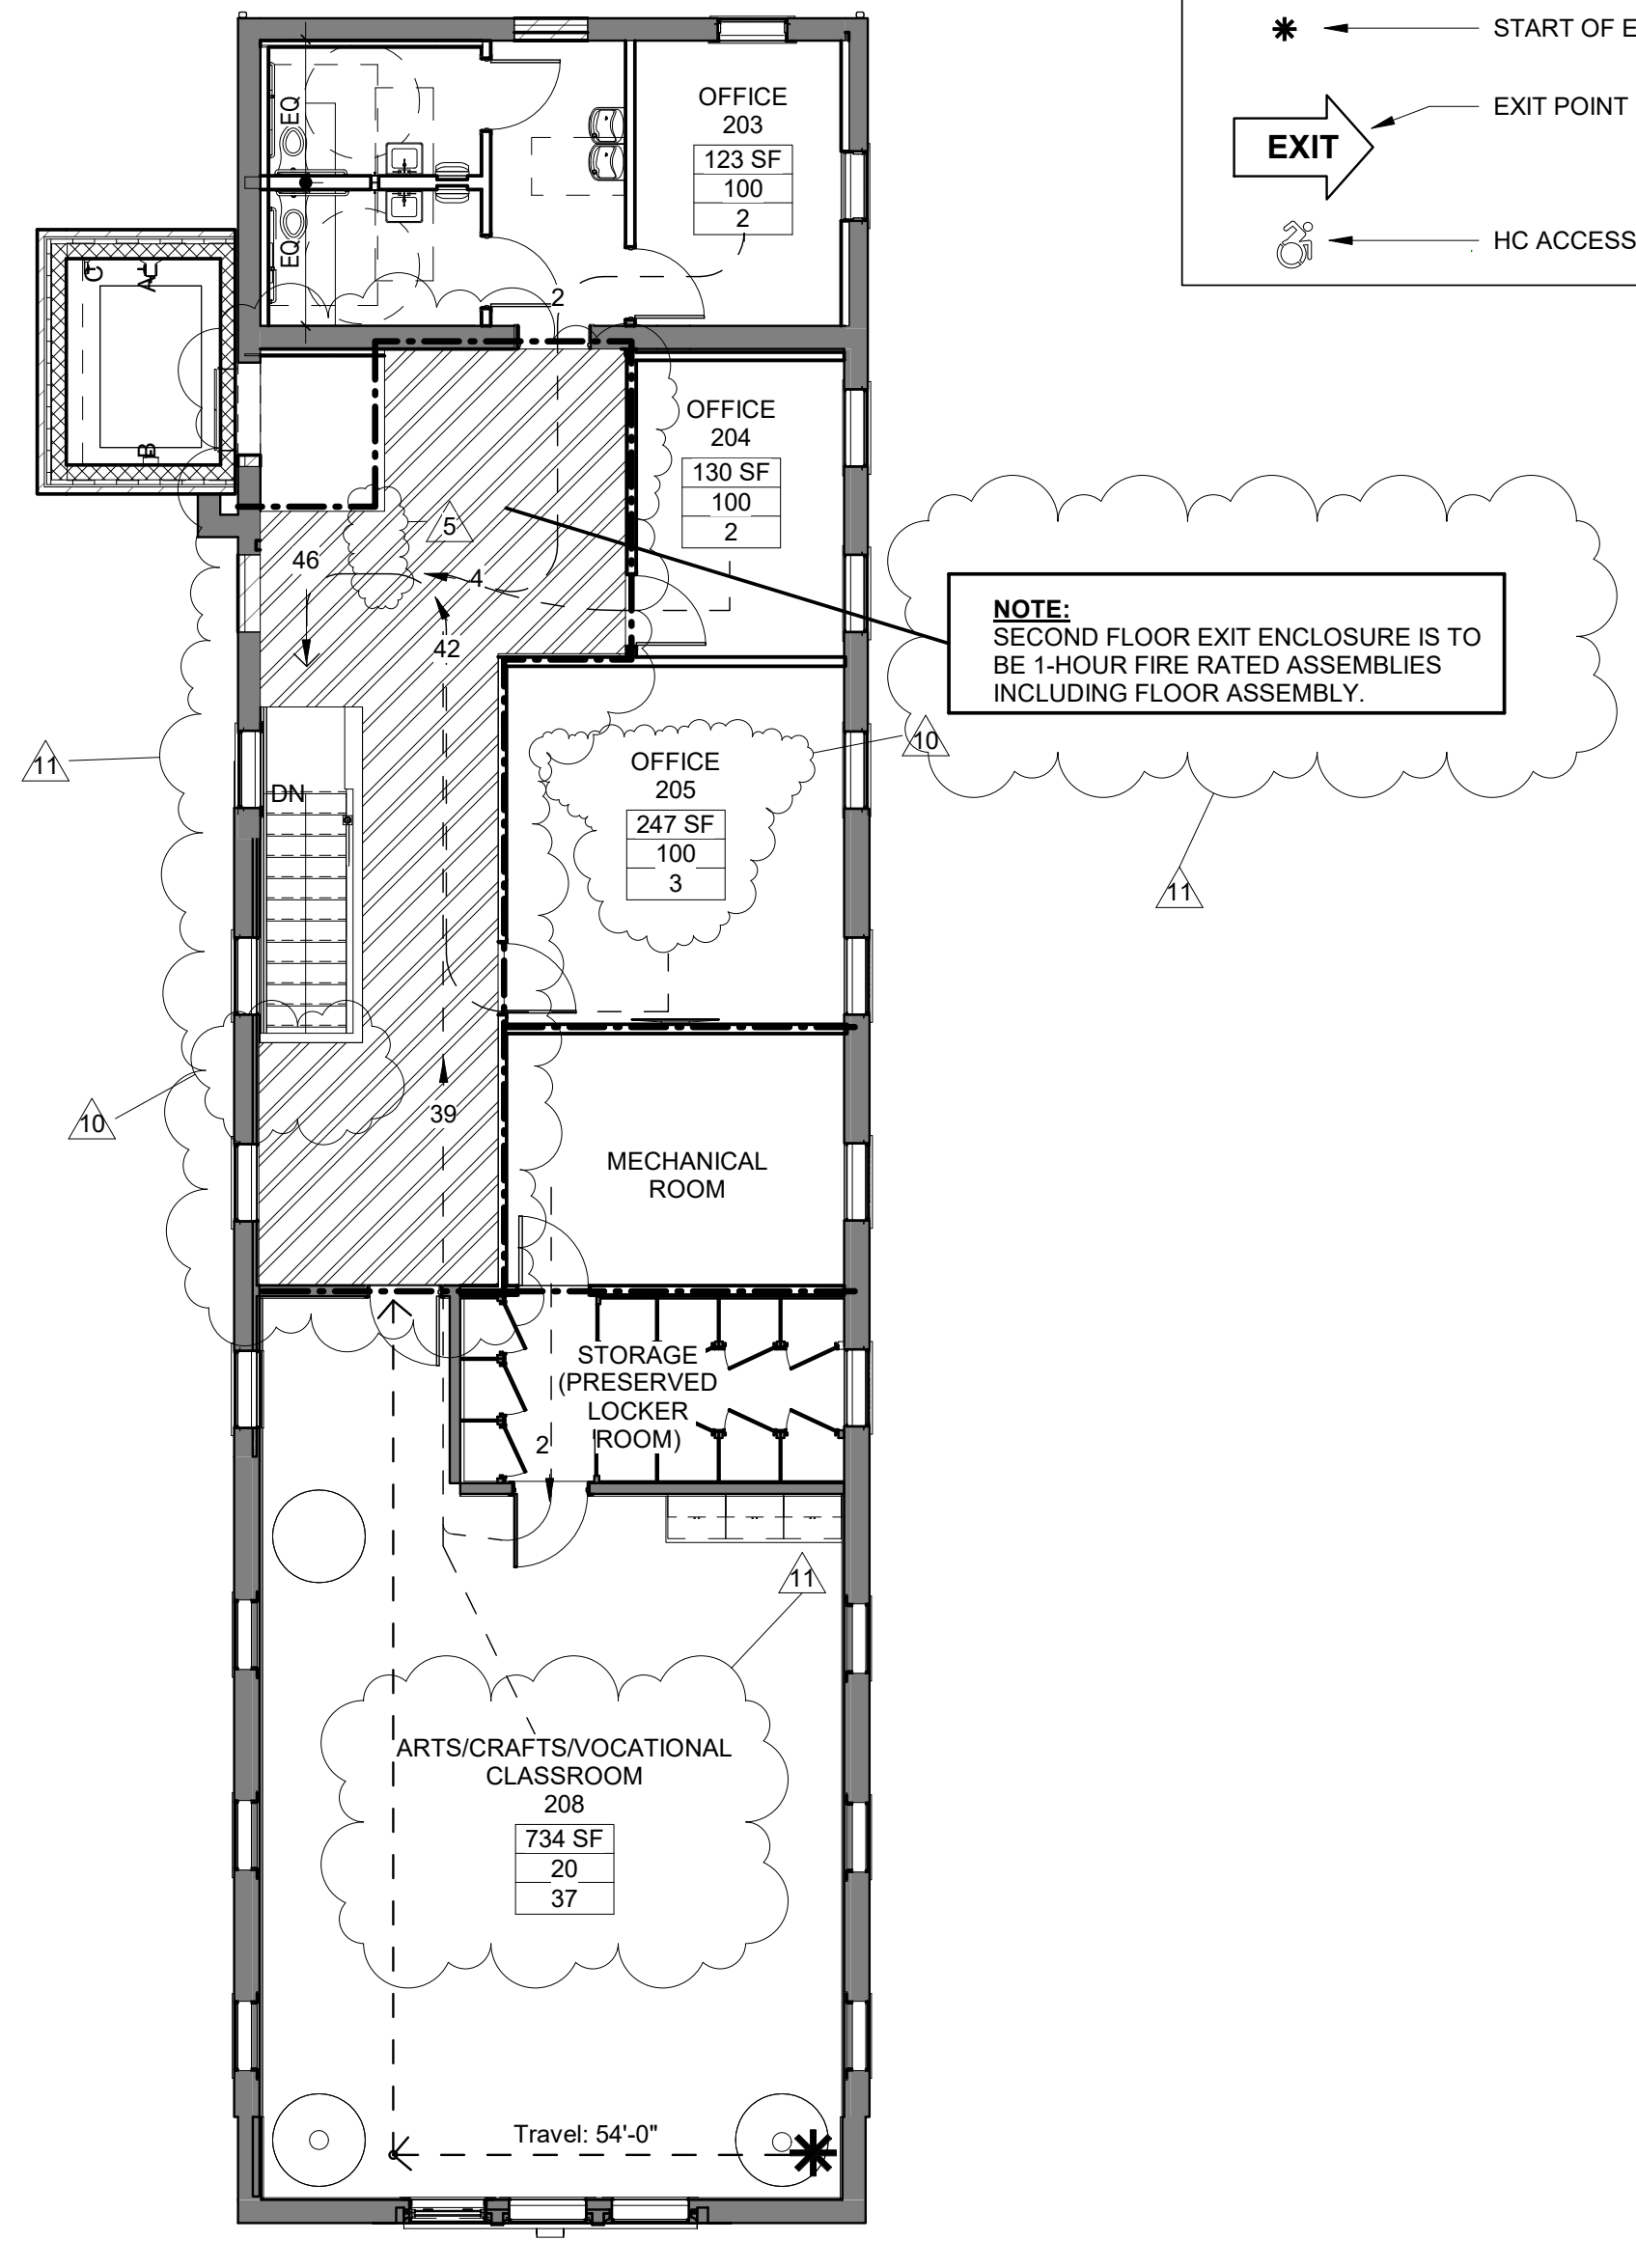 START OF E
EXIT POINT
EXIT
HC ACCESS
EQ
EQ
OFFICE
203
123 SF
100
2
2
C
A
B
OFFICE
204
130 SF
100
2
5
46
4
42
NOTE:
SECOND FLOOR EXIT ENCLOSURE IS TO
BE 1-HOUR FIRE RATED ASSEMBLIES
INCLUDING FLOOR ASSEMBLY.
11
10
OFFICE
205
247 SF
100
3
DN
11
10
39
MECHANICAL
ROOM
STORAGE
(PRESERVED
LOCKER
ROOM)
2
11
ARTS/CRAFTS/VOCATIONAL
CLASSROOM
208
734 SF
20
37
Travel: 54'-0"